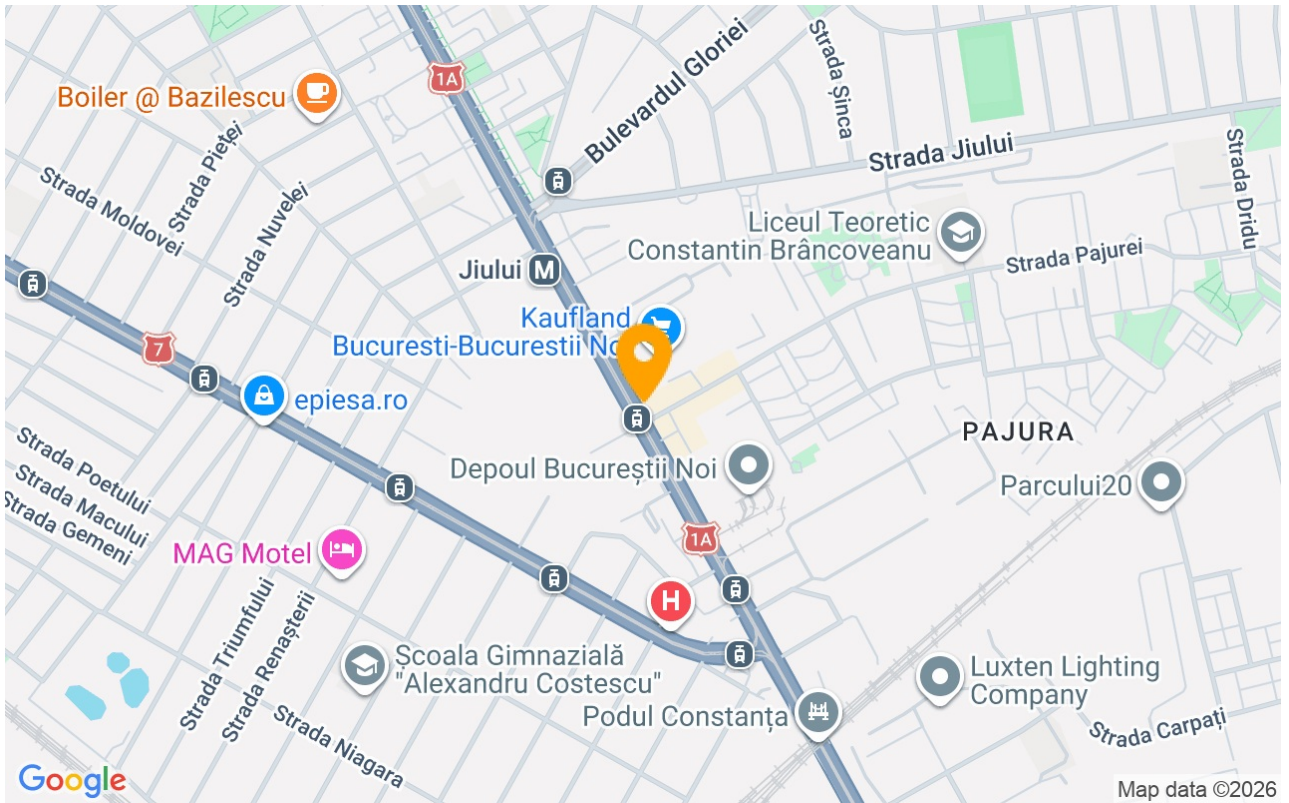 1A
Bulevardul Gloriei
Strada Șinca
Boiler @ Bazilescu
Strada Pieței
Strada Jiului
Strada Dridu
Strada Moldovei
Strada Nuvelei
Liceul Teoretic
Constantin Brâncoveanu
Strada Pajurei
Jiului M
Kaufland
Bucuresti-Bucurestii
7
epiesa.ro
PAJURA
Strada Poetului
Strada Macului
Strada Gemeni
Depoul Bucureștii Noi
Parcului20
1A
MAG Motel
H
Strada Triumfului
Strada Renașterii
Școala Gimnazială
"Alexandru Costescu"
Luxten Lighting
Company
Podul Constanța
Strada Carpați
Strada Niagara
Google
Map data ©2026